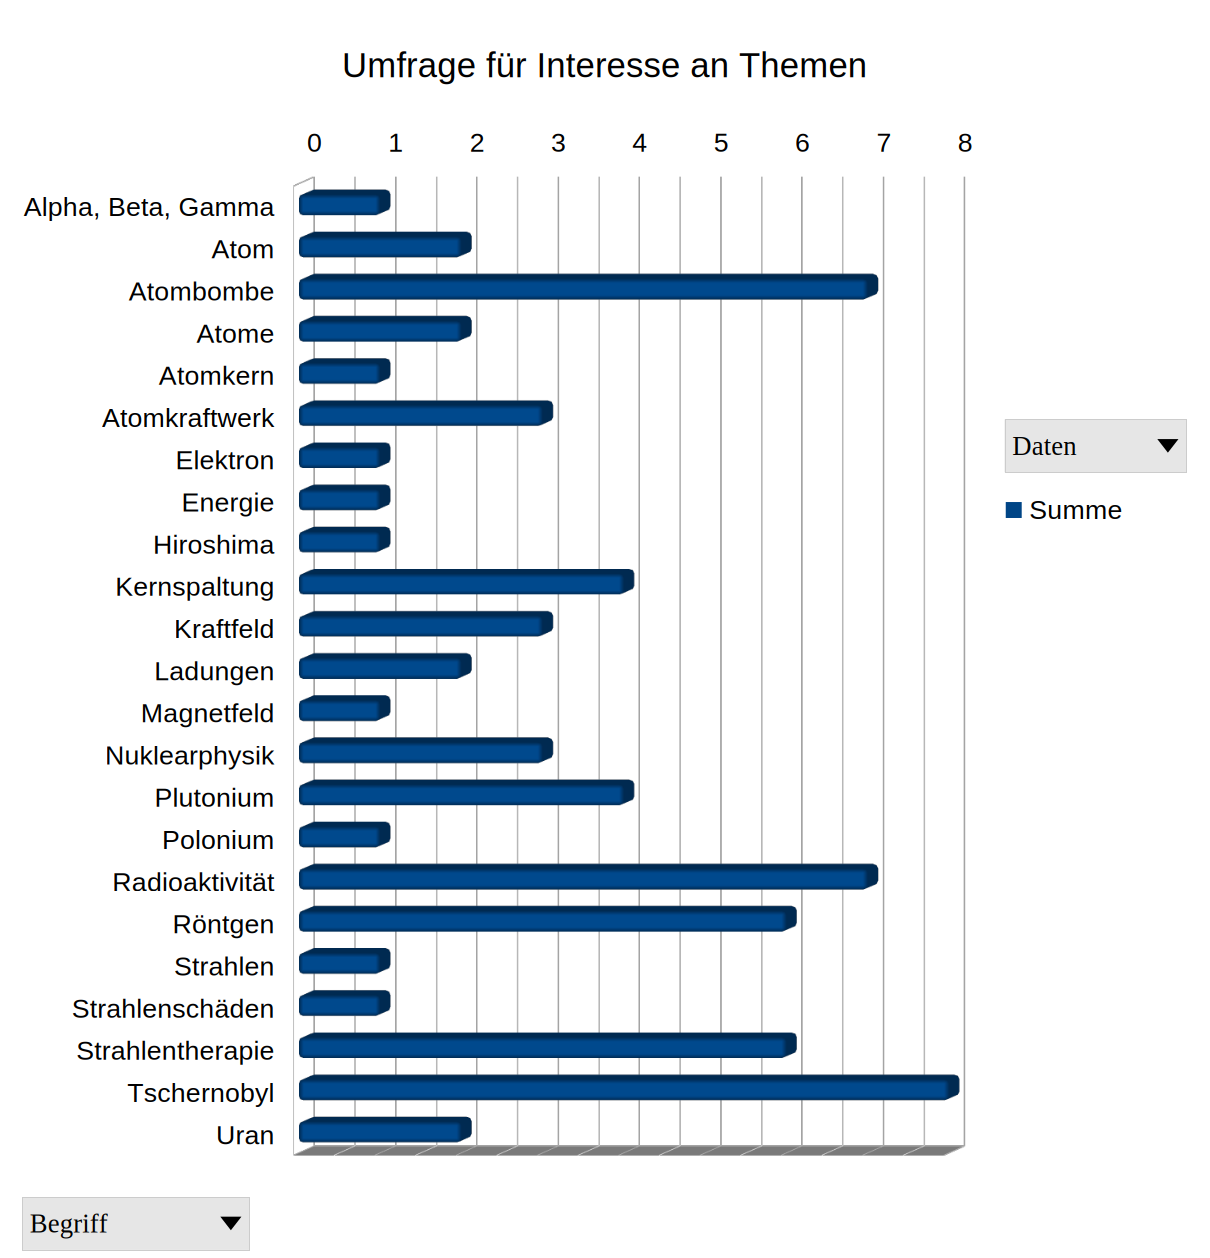 Umfrage für Interesse an Themen
0 1 2 3 4 5 6 7 8
Alpha, Beta, Gamma
Atom
Atombombe
Atome
Atomkern
Atomkraftwerk
Elektron
Energie
Hiroshima
Kernspaltung
Kraftfeld
Ladungen
Magnetfeld
Nuklearphysik
Plutonium
Polonium
Radioaktivität
Röntgen
Strahlen
Strahlenschäden
Strahlentherapie
Tschernobyl
Uran
Daten
Summe
Begriff